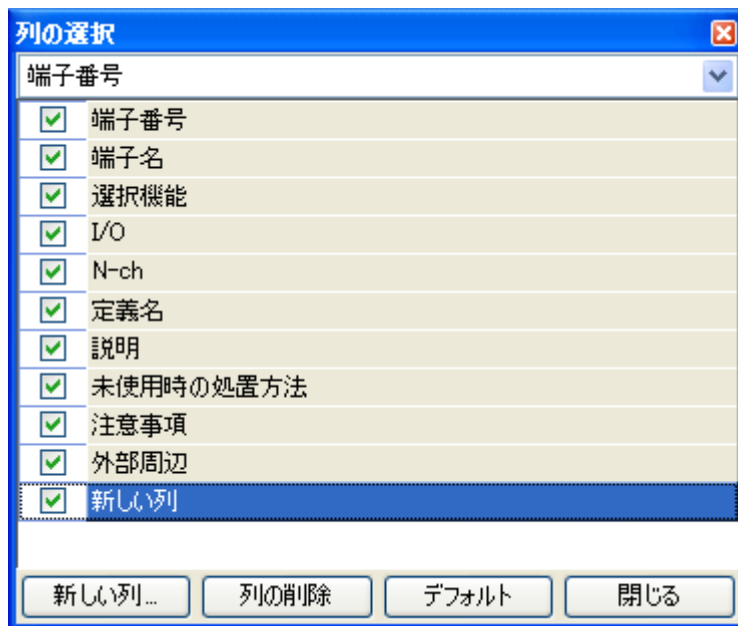 列の選択
端子番号
端子番号
端子名
選択機能
I/O
N-ch
定義名
説明
未使用時の処置方法
注意事項
外部周辺
新しい列
新しい列... 列の削除 デフォルト 閉じる